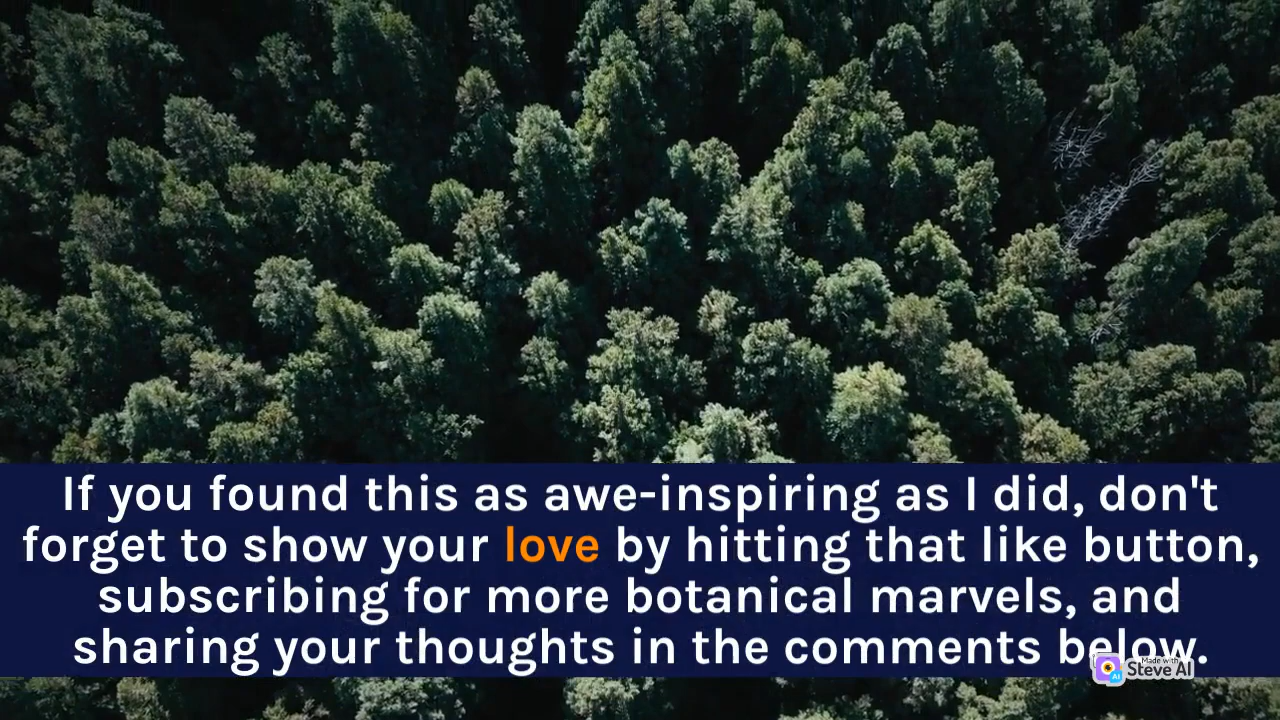 If you found this as awe-inspiring as I did, don't
forget to show your love by hitting that like button,
subscribing for more botanical marvels, and
sharing your thoughts in the comments below.
Made with
Steve AI